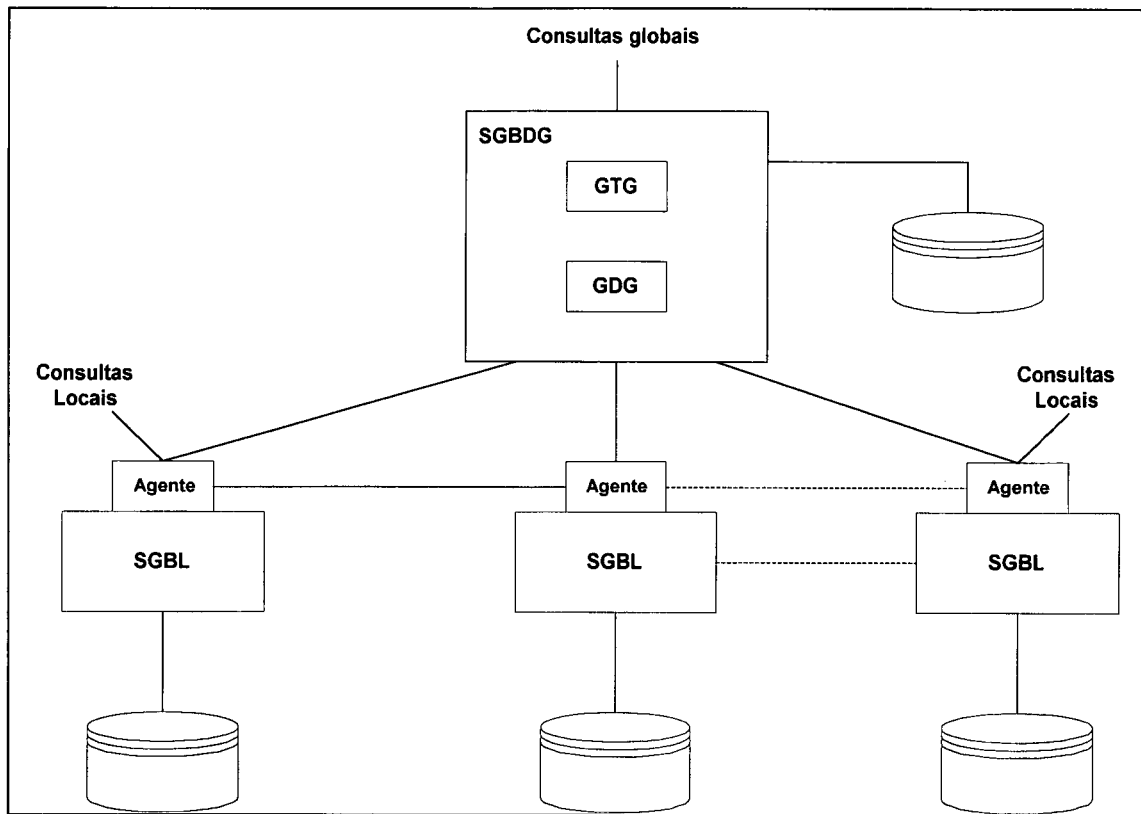 Consultas globais
SGBDG
GTG
GDG
Consultas
Locais
Consultas
Locais
Agente
Agente
Agente
SGBL
SGBL
SGBL